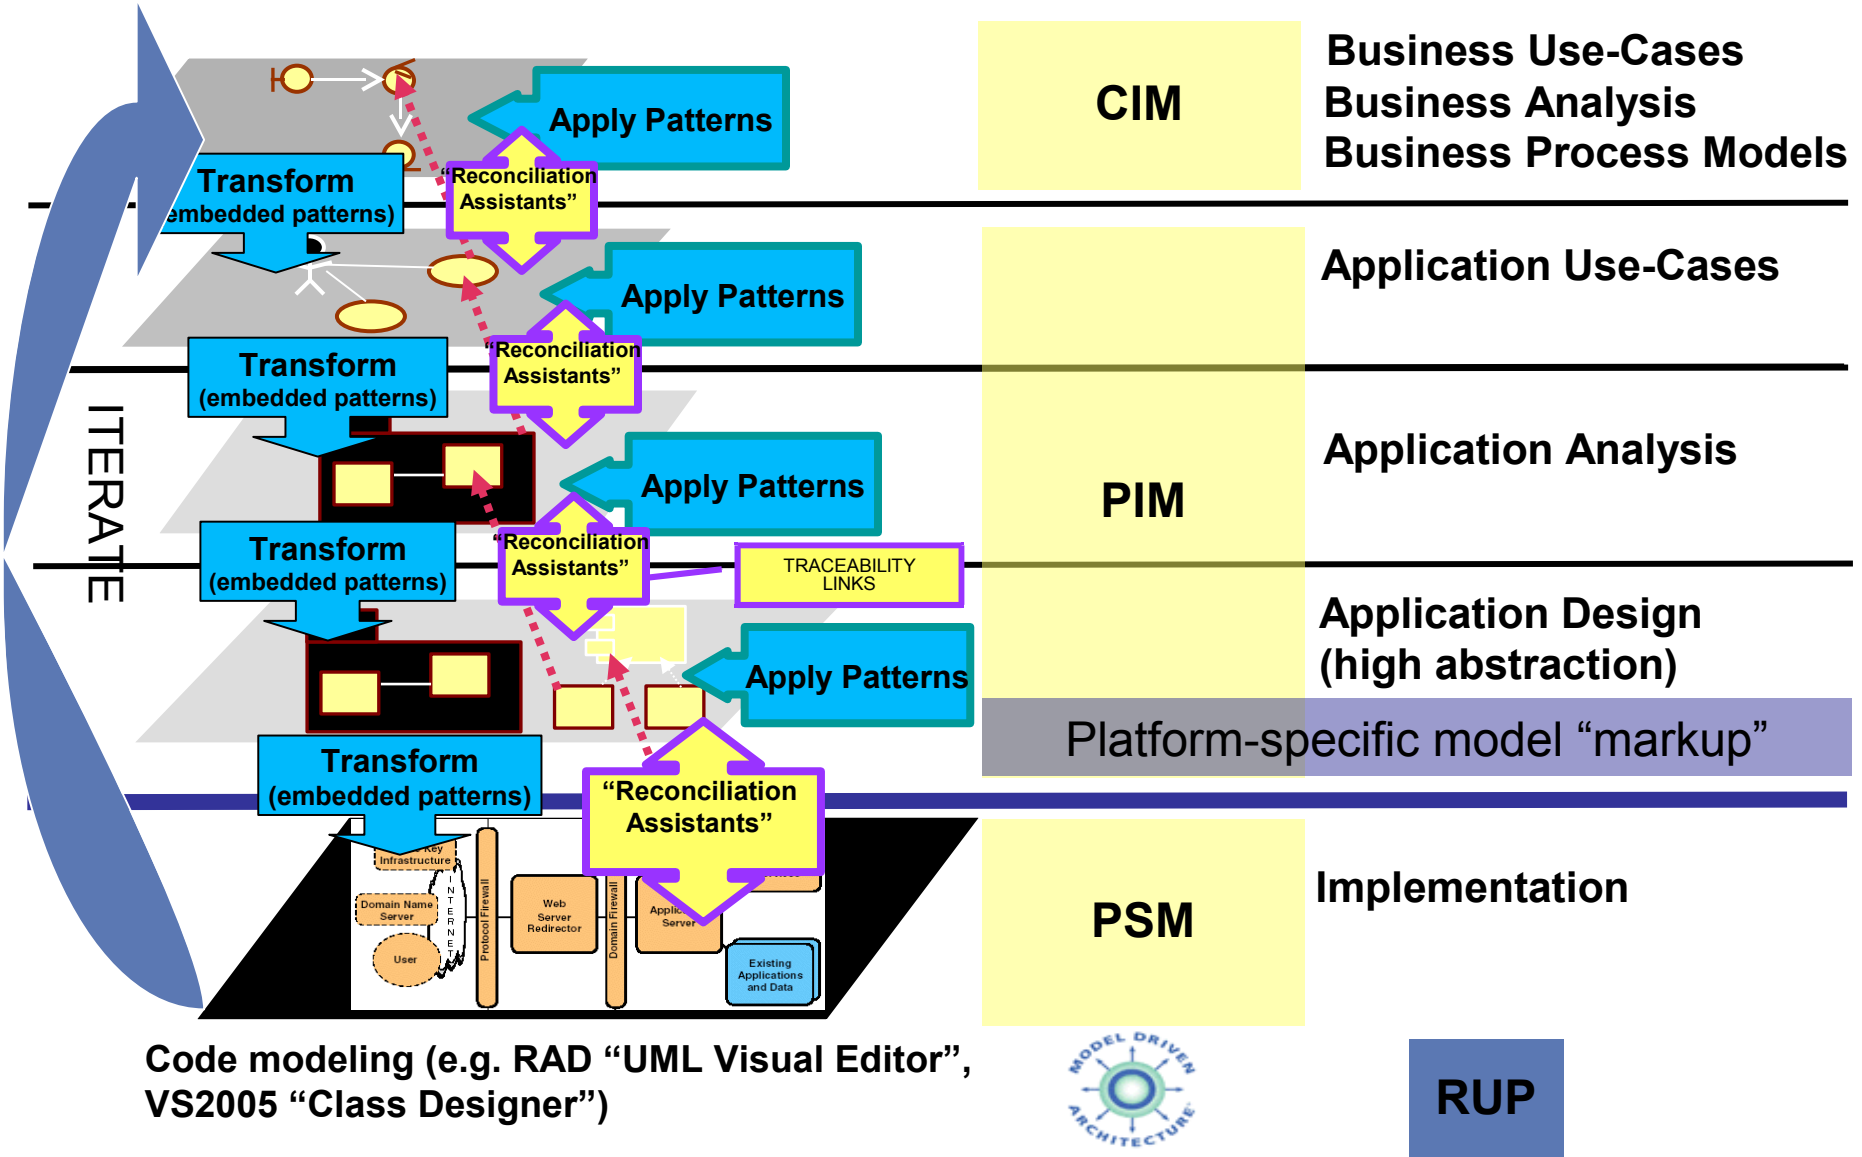 CIM
Business Use-Cases
Business Analysis
Business Process Models
Apply Patterns
Transform
(embedded patterns)
“Reconciliation
Assistants”
Apply Patterns
Application Use-Cases
Transform
(embedded patterns)
“Reconciliation
Assistants”
ITERATE
Apply Patterns
PIM
Application Analysis
Transform
(embedded patterns)
“Reconciliation
Assistants”
TRACEABILITY
LINKS
Apply Patterns
Application Design
(high abstraction)
Platform-specific model “markup”
Transform
(embedded patterns)
“Reconciliation
Assistants”
Key
Infrastructure
Domain Name
Server
User
INTERNET
Protocol Firewall
Web
Server
Redirector
Domain Firewall
Server
Existing
Applications
and Data
PSM
Implementation
Code modeling (e.g. RAD “UML Visual Editor”,
VS2005 “Class Designer”)
MODEL DRIVEN
ARCHITECTURE
RUP